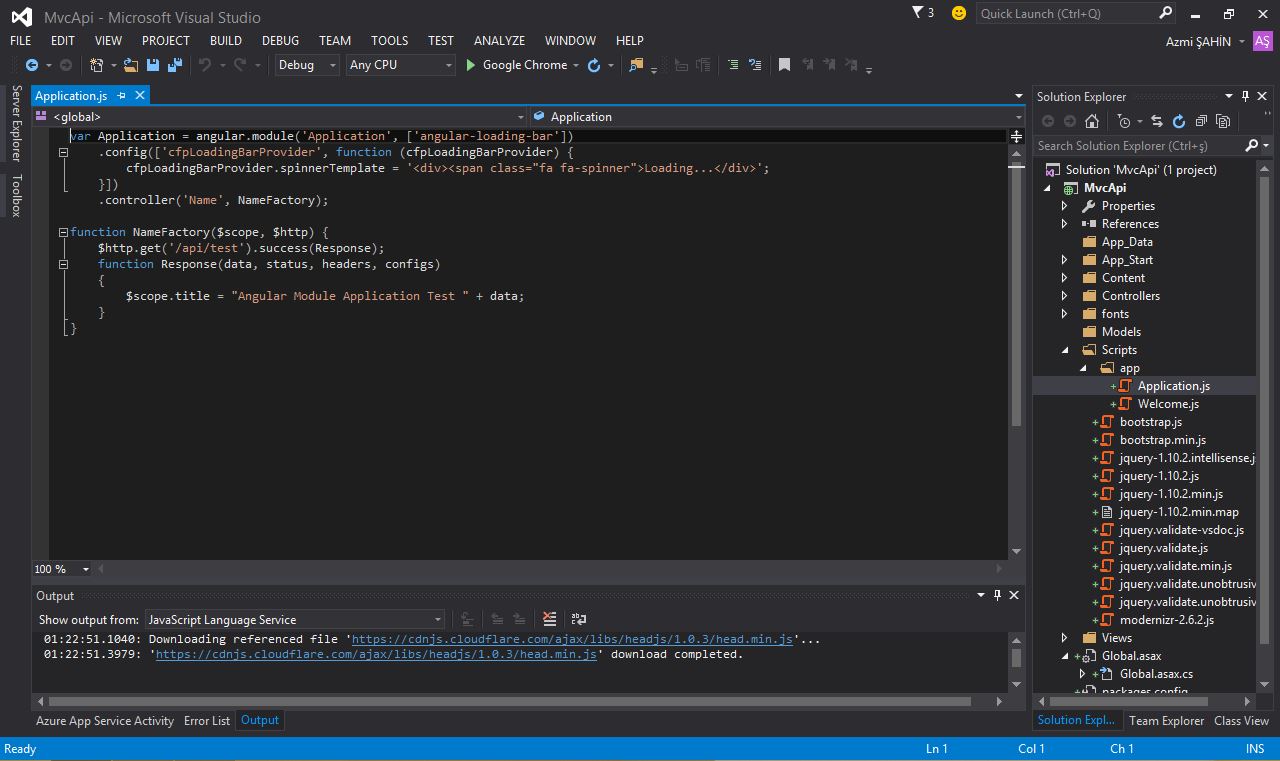 MvcApi - Microsoft Visual Studio
3
Quick Launch (Ctrl+Q)
FILE EDIT VIEW PROJECT BUILD DEBUG TEAM TOOLS TEST ANALYZE WINDOW HELP
Azmi ŞAHİN AŞ
Debug Any CPU Google Chrome
Server Explorer
Toolbox
Application.js
<global> Application
var Application = angular.module('Application', ['angular-loading-bar'])
.config(['cfpLoadingBarProvider', function (cfpLoadingBarProvider) {
cfpLoadingBarProvider.spinnerTemplate = '<div><span class="fa fa-spinner">Loading...</div>';
}])
.controller('Name', NameFactory);
function NameFactory($scope, $http) {
$http.get('/api/test').success(Response);
function Response(data, status, headers, configs)
{
$scope.title = "Angular Module Application Test " + data;
}
}
100 %
Output
Show output from: JavaScript Language Service
01:22:51.1040: Downloading referenced file 'https://cdnjs.cloudflare.com/ajax/libs/headjs/1.0.3/head.min.js'...
01:22:51.3979: 'https://cdnjs.cloudflare.com/ajax/libs/headjs/1.0.3/head.min.js' download completed.
Azure App Service Activity Error List Output
Solution Explorer
Search Solution Explorer (Ctrl+ş)
Solution 'MvcApi' (1 project)
MvcApi
Properties
References
App_Data
App_Start
Content
Controllers
fonts
Models
Scripts
app
Application.js
Welcome.js
bootstrap.js
bootstrap.min.js
jquery-1.10.2.intellisense.j
jquery-1.10.2.js
jquery-1.10.2.min.js
jquery-1.10.2.min.map
jquery.validate-vsdoc.js
jquery.validate.js
jquery.validate.min.js
jquery.validate.unobtrusiv
jquery.validate.unobtrusiv
modernizr-2.6.2.js
Views
Global.asax
Global.asax.cs
packages.config
Solution Expl... Team Explorer Class View
Ready Ln 1 Col 1 Ch 1 INS